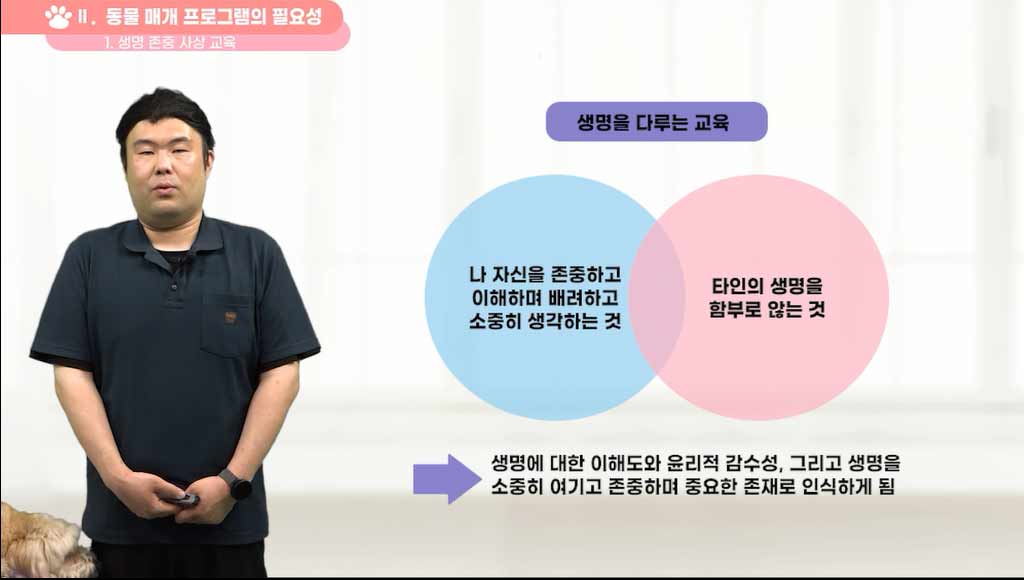 II. 동물 매개 프로그램의 필요성
1. 생명 존중 사상 교육
생명을 다루는 교육
나 자신을 존중하고
이해하며 배려하고
소중히 생각하는 것
타인의 생명을
함부로 않는 것
생명에 대한 이해도와 윤리적 감수성, 그리고 생명을
소중히 여기고 존중하며 중요한 존재로 인식하게 됨